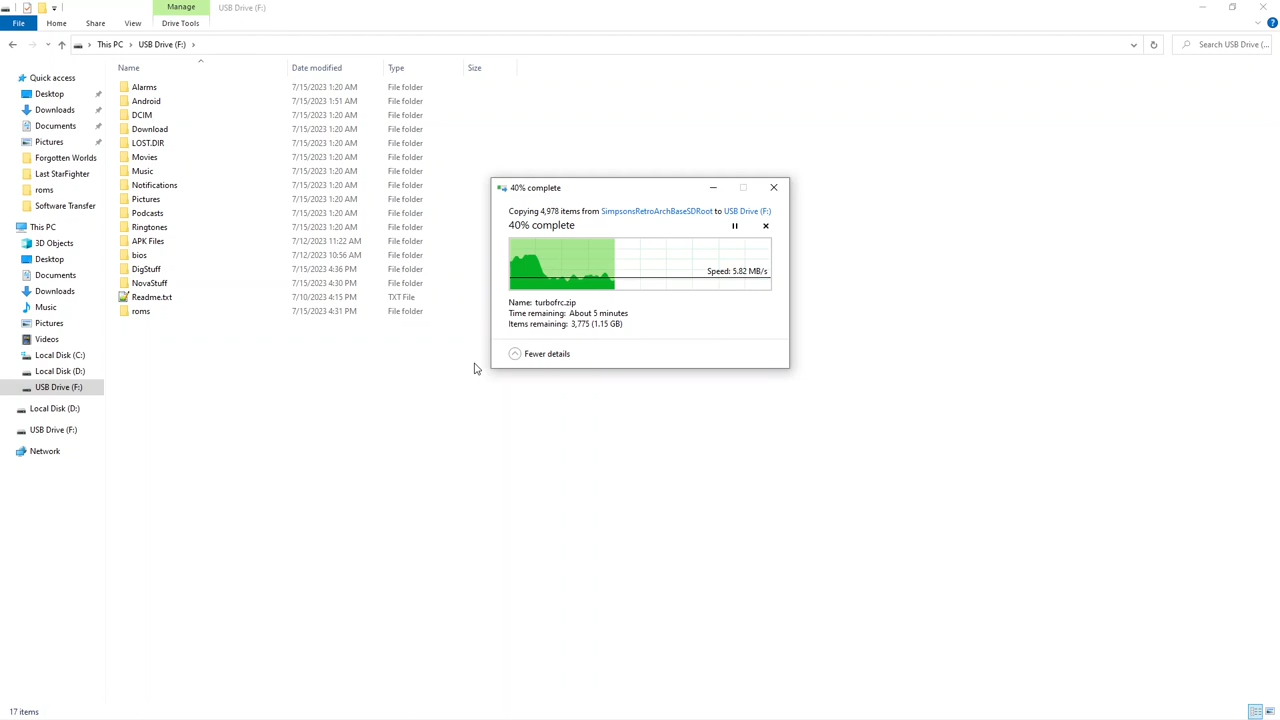 Manage
USB Drive (F:)
File
Home
Share
View
Drive Tools
This PC
USB Drive (F:)
Search USB Drive (...
Name
Date modified
Type
Size
Quick access
Desktop
Downloads
Documents
Pictures
Forgotten Worlds
Last StarFighter
roms
Software Transfer
This PC
3D Objects
Desktop
Documents
Downloads
Music
Pictures
Videos
Local Disk (C:)
Local Disk (D:)
USB Drive (F:)
Local Disk (D:)
USB Drive (F:)
Network
Alarms 7/15/2023 1:20 AM File folder
Android 7/15/2023 1:51 AM File folder
DCIM 7/15/2023 1:20 AM File folder
Download 7/15/2023 1:20 AM File folder
LOST.DIR 7/15/2023 1:20 AM File folder
Movies 7/15/2023 1:20 AM File folder
Music 7/15/2023 1:20 AM File folder
Notifications 7/15/2023 1:20 AM File folder
Pictures 7/15/2023 1:20 AM File folder
Podcasts 7/15/2023 1:20 AM File folder
Ringtones 7/15/2023 1:20 AM File folder
APK Files 7/12/2023 11:22 AM File folder
bios 7/12/2023 10:56 AM File folder
DigStuff 7/15/2023 4:36 PM File folder
NovaStuff 7/15/2023 4:30 PM File folder
Readme.txt 7/10/2023 4:15 PM TXT File
roms 7/15/2023 4:31 PM File folder
40% complete
Copying 4,978 items from SimpsonsRetroArchBaseSDRoot to USB Drive (F:)
40% complete
Speed: 5.82 MB/s
Name: turbofrc.zip
Time remaining: About 5 minutes
Items remaining: 3,775 (1.15 GB)
Fewer details
17 items